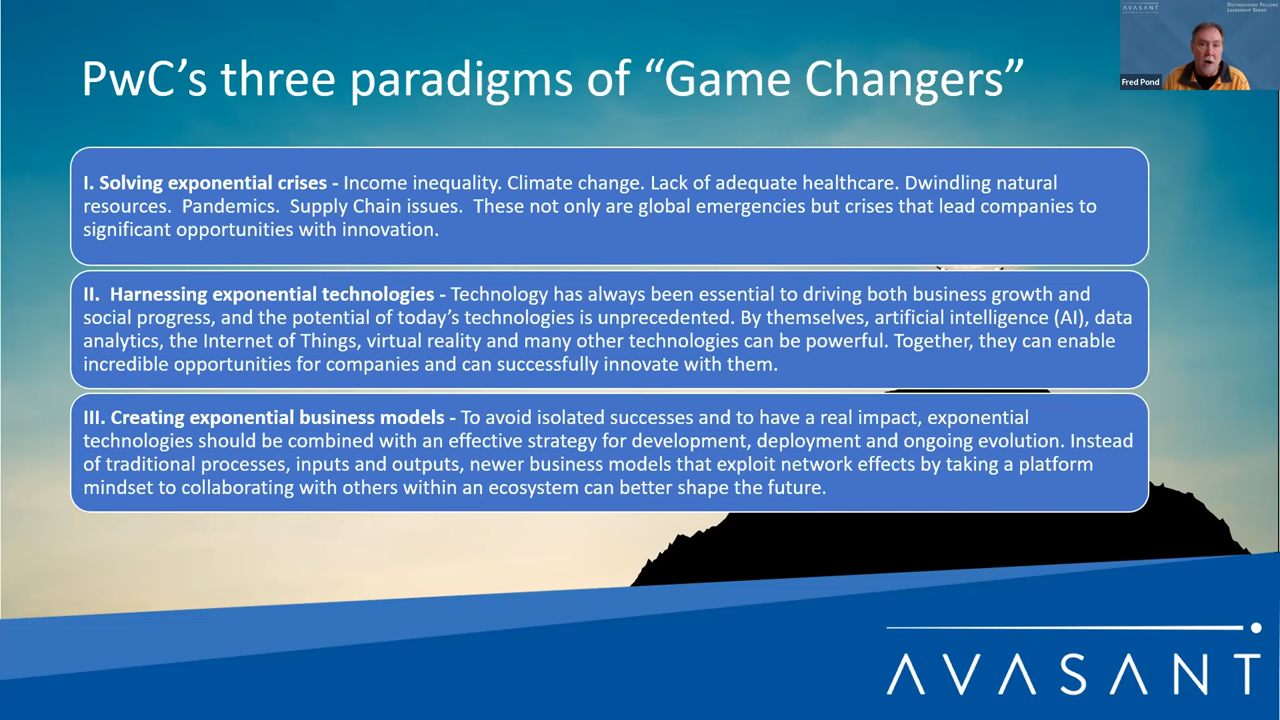 PwC's three paradigms of “Game Changers”
AVASANT
DISTINGUISHED FELLOWS
LEADERSHIP SERIES
Fred Pond
I. Solving exponential crises - Income inequality. Climate change. Lack of adequate healthcare. Dwindling natural
resources.  Pandemics.  Supply Chain issues.  These not only are global emergencies but crises that lead companies to
significant opportunities with innovation.
II.  Harnessing exponential technologies - Technology has always been essential to driving both business growth and
social progress, and the potential of today's technologies is unprecedented. By themselves, artificial intelligence (AI), data
analytics, the Internet of Things, virtual reality and many other technologies can be powerful. Together, they can enable
incredible opportunities for companies and can successfully innovate with them.
III. Creating exponential business models - To avoid isolated successes and to have a real impact, exponential
technologies should be combined with an effective strategy for development, deployment and ongoing evolution. Instead
of traditional processes, inputs and outputs, newer business models that exploit network effects by taking a platform
mindset to collaborating with others within an ecosystem can better shape the future.
AVASANT